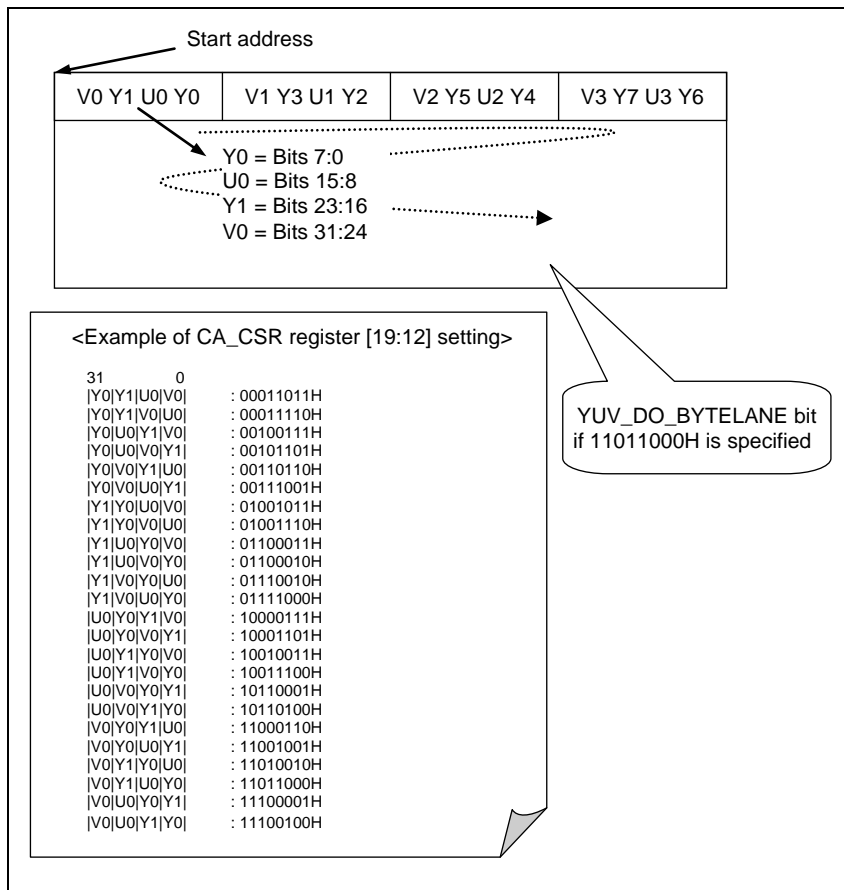 Start address
V0 Y1 U0 Y0 V1 Y3 U1 Y2 V2 Y5 U2 Y4 V3 Y7 U3 Y6
Y0 = Bits 7:0
U0 = Bits 15:8
Y1 = Bits 23:16
V0 = Bits 31:24
<Example of CA_CSR register [19:12] setting>
31 0
|Y0|Y1|U0|V0| : 00011011H
|Y0|Y1|V0|U0| : 00011110H
|Y0|U0|Y1|V0| : 00100111H
|Y0|U0|V0|Y1| : 00101101H
|Y0|V0|Y1|U0| : 00110110H
|Y0|V0|U0|Y1| : 00111001H
|Y1|Y0|U0|V0| : 01001011H
|Y1|Y0|V0|U0| : 01001110H
|Y1|U0|Y0|V0| : 01100011H
|Y1|U0|V0|Y0| : 01100010H
|Y1|V0|Y0|U0| : 01110010H
|Y1|V0|U0|Y0| : 01111000H
|U0|Y0|Y1|V0| : 10000111H
|U0|Y0|V0|Y1| : 10001101H
|U0|Y1|Y0|V0| : 10010011H
|U0|Y1|V0|Y0| : 10011100H
|U0|V0|Y0|Y1| : 10110001H
|U0|V0|Y1|Y0| : 10110100H
|V0|Y0|Y1|U0| : 11000110H
|V0|Y0|U0|Y1| : 11001001H
|V0|Y1|Y0|U0| : 11010010H
|V0|Y1|U0|Y0| : 11011000H
|V0|U0|Y0|Y1| : 11100001H
|V0|U0|Y1|Y0| : 11100100H
YUV_DO_BYTELANE bit
if 11011000H is specified